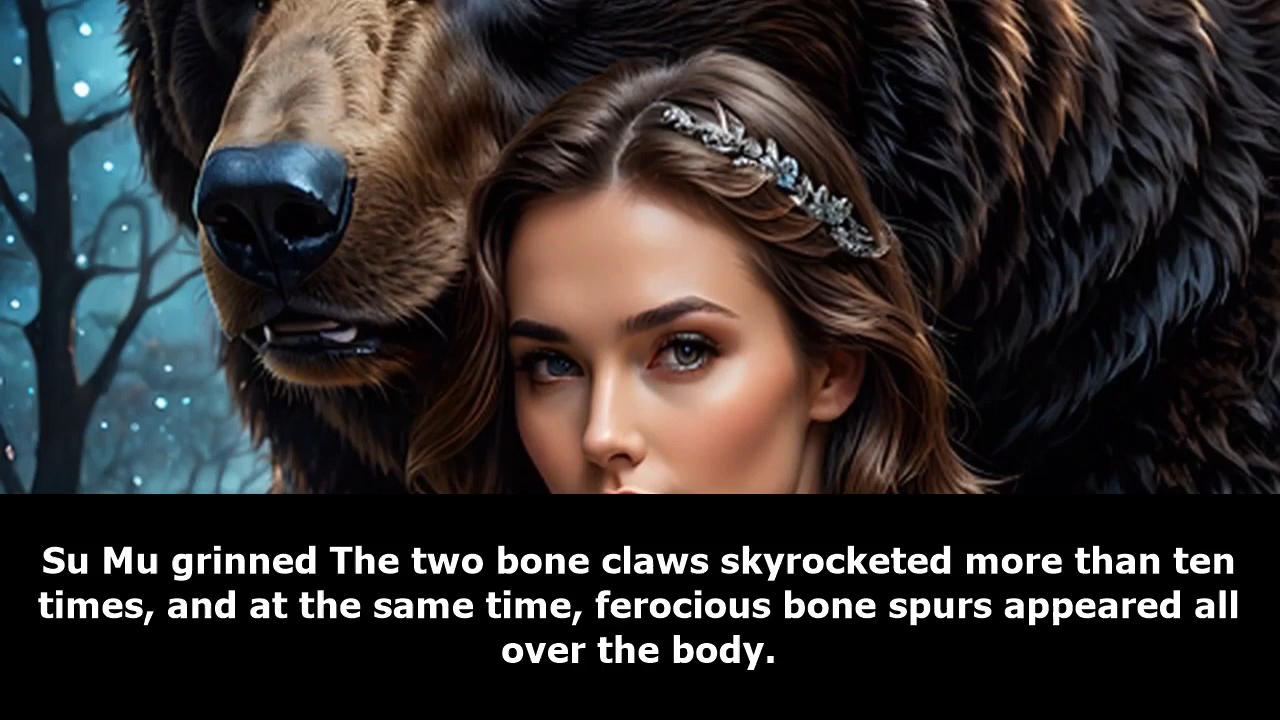 Su Mu grinned The two bone claws skyrocketed more than ten
times, and at the same time, ferocious bone spurs appeared all
over the body.